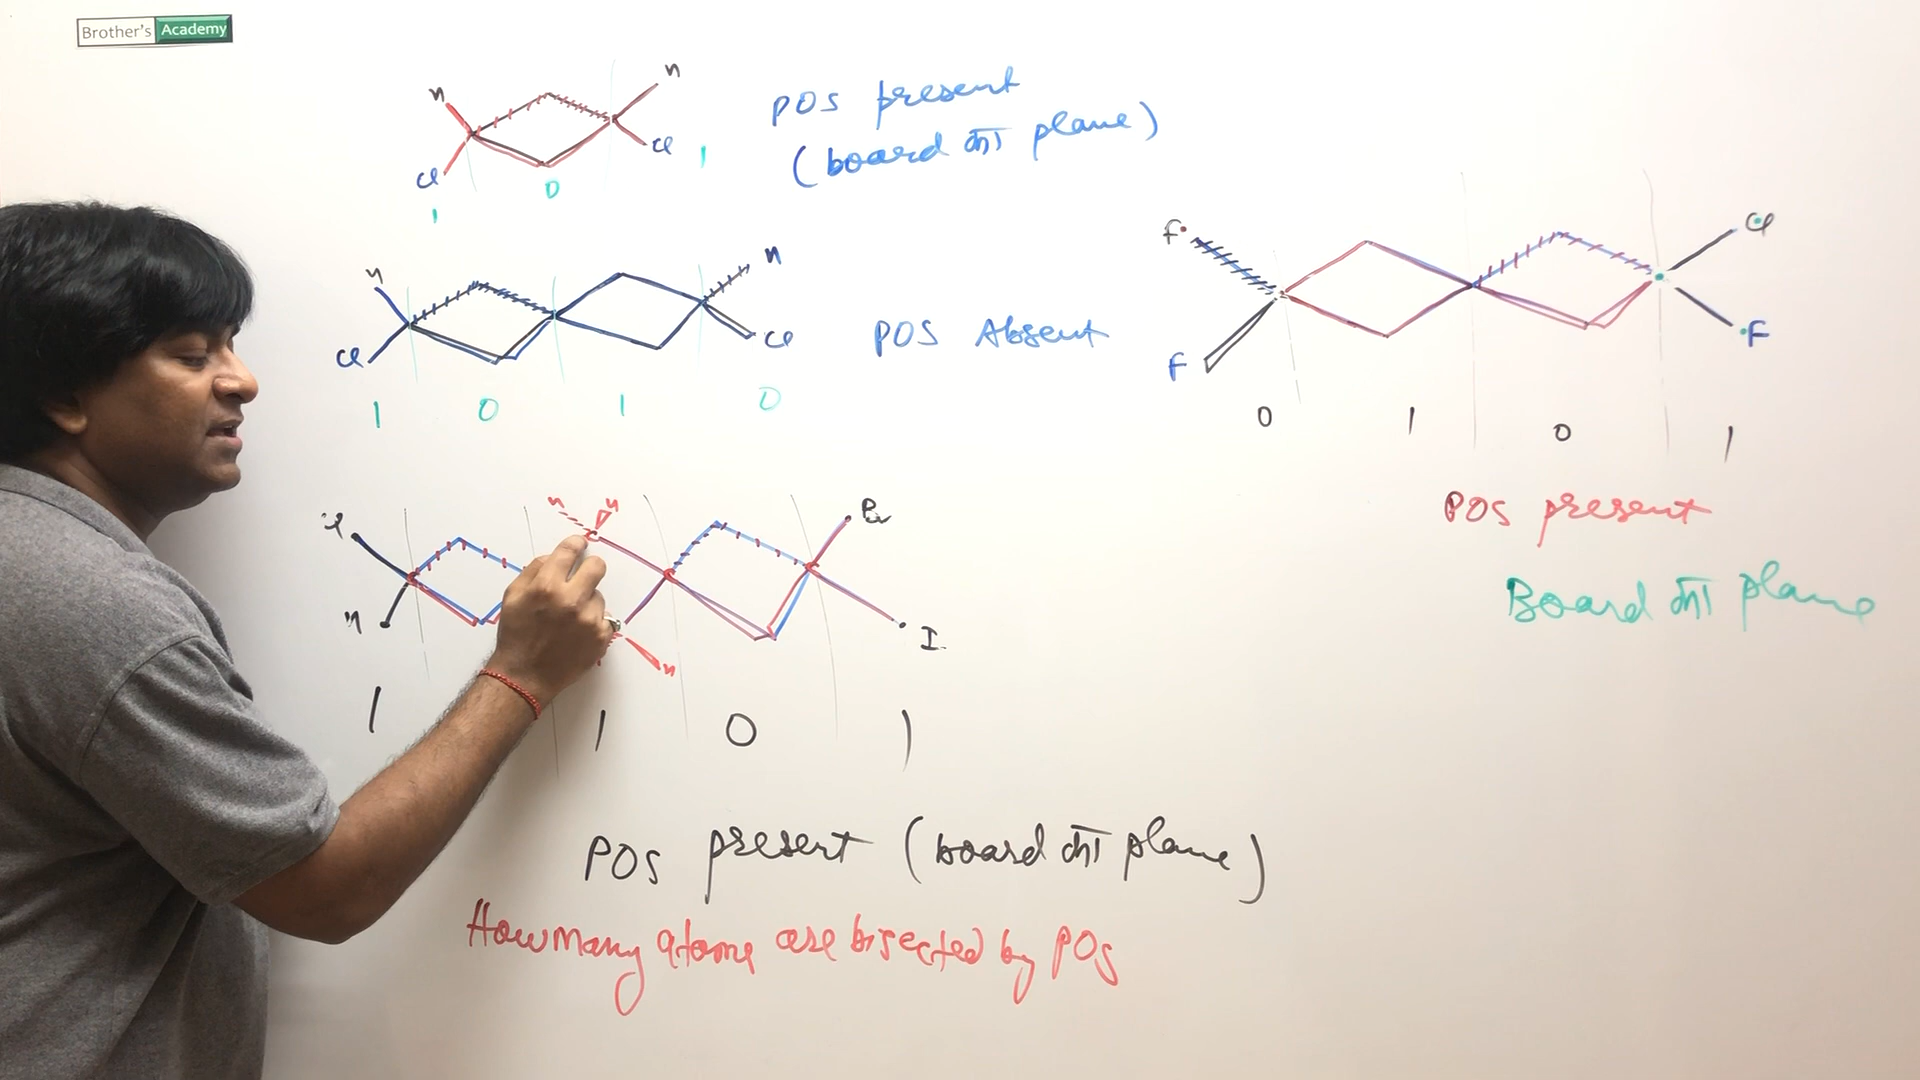 Brother's Academy
H H
Cl Cl
1 0 1
POS present
(board का plane)
H H
Cl Cl
1 0 1 0
POS Absent
F Cl
F F
0 1 0 1
POS present
Board का plane
Cl H H Br
H H I
1 1 0 1
POS present (board का plane)
How many atoms are bisected by POS